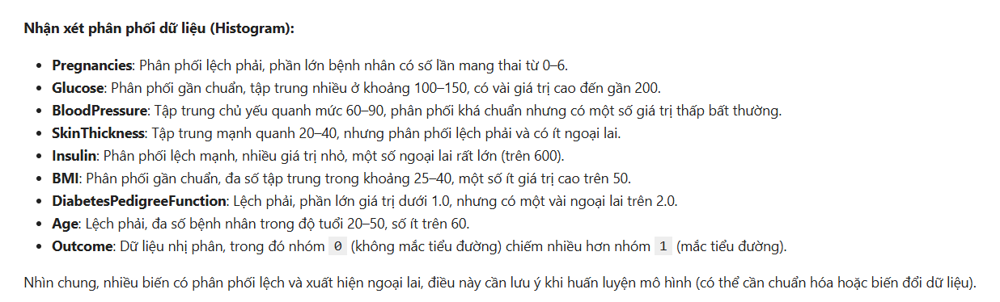 Nhận xét phân phối dữ liệu (Histogram):
• Pregnancies: Phân phối lệch phải, phần lớn bệnh nhân có số lần mang thai từ 0–6.
• Glucose: Phân phối gần chuẩn, tập trung nhiều ở khoảng 100–150, có vài giá trị cao đến gần 200.
• BloodPressure: Tập trung chủ yếu quanh mức 60–90, phân phối khá chuẩn nhưng có một số giá trị thấp bất thường.
• SkinThickness: Tập trung mạnh quanh 20–40, nhưng phân phối lệch phải và có ít ngoại lai.
• Insulin: Phân phối lệch mạnh, nhiều giá trị nhỏ, một số ngoại lai rất lớn (trên 600).
• BMI: Phân phối gần chuẩn, đa số tập trung trong khoảng 25–40, một số ít giá trị cao trên 50.
• DiabetesPedigreeFunction: Lệch phải, phần lớn giá trị dưới 1.0, nhưng có một vài ngoại lai trên 2.0.
• Age: Lệch phải, đa số bệnh nhân trong độ tuổi 20–50, số ít trên 60.
• Outcome: Dữ liệu nhị phân, trong đó nhóm 0 (không mắc tiểu đường) chiếm nhiều hơn nhóm 1 (mắc tiểu đường).
Nhìn chung, nhiều biến có phân phối lệch và xuất hiện ngoại lai, điều này cần lưu ý khi huấn luyện mô hình (có thể cần chuẩn hóa hoặc biến đổi dữ liệu).